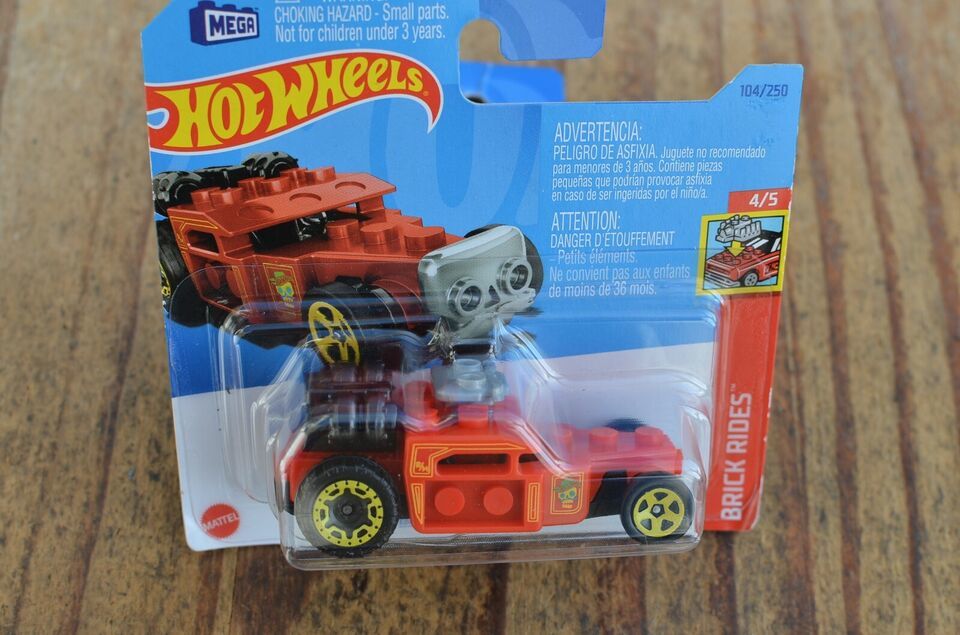 MEGA
CHOKING HAZARD - Small parts.
Not for children under 3 years.
HOT WHEELS
104/250
ADVERTENCIA:
PELIGRO DE ASFIXIA. Juguete no recomendado
para menores de 3 años. Contiene piezas
pequeñas que podrían provocar asfixia
en caso de ser ingeridas por el niño/a.
ATTENTION:
DANGER D'ÉTOUFFEMENT
- Petits éléments.
Ne convient pas aux enfants
de moins de 36 mois.
4/5
BRICK RIDES™
MATTEL